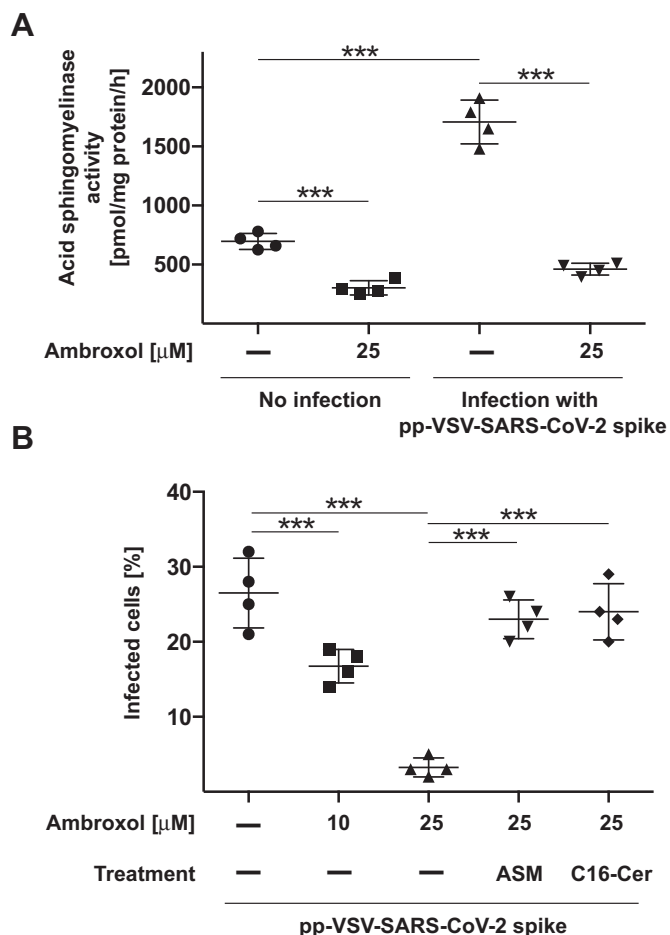 A
Acid sphingomyelinase
activity
[pmol/mg protein/h]
2000
1500
1000
500
***
***
***
Ambroxol [µM]
—
25
—
25
No infection
Infection with
pp-VSV-SARS-CoV-2 spike
B
Infected cells [%]
40
30
20
10
***
***
***
***
Ambroxol [µM]
—
10
25
25
25
Treatment
—
—
—
ASM
C16-Cer
pp-VSV-SARS-CoV-2 spike